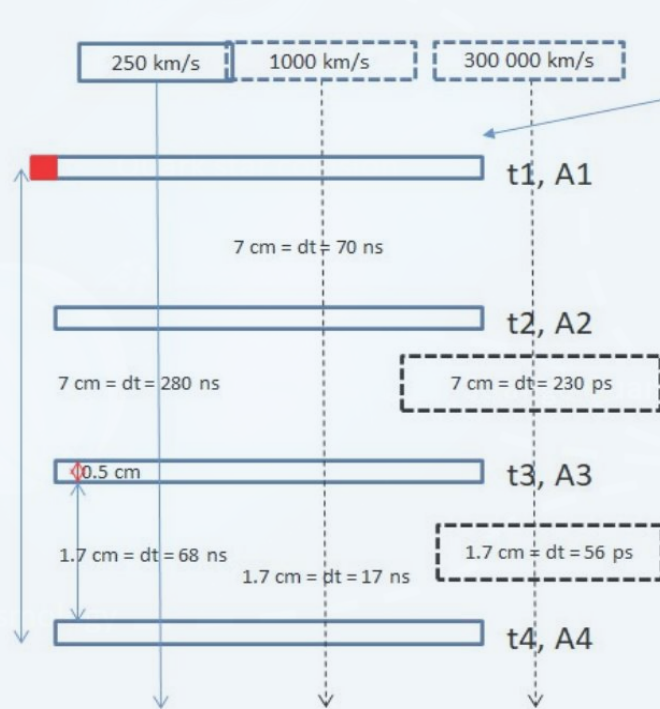 250 km/s
1000 km/s
300 000 km/s
t1, A1
7 cm = dt = 70 ns
t2, A2
7 cm = dt = 280 ns
7 cm = dt = 230 ps
0.5 cm
t3, A3
1.7 cm = dt = 68 ns
1.7 cm = dt = 56 ps
1.7 cm = dt = 17 ns
t4, A4